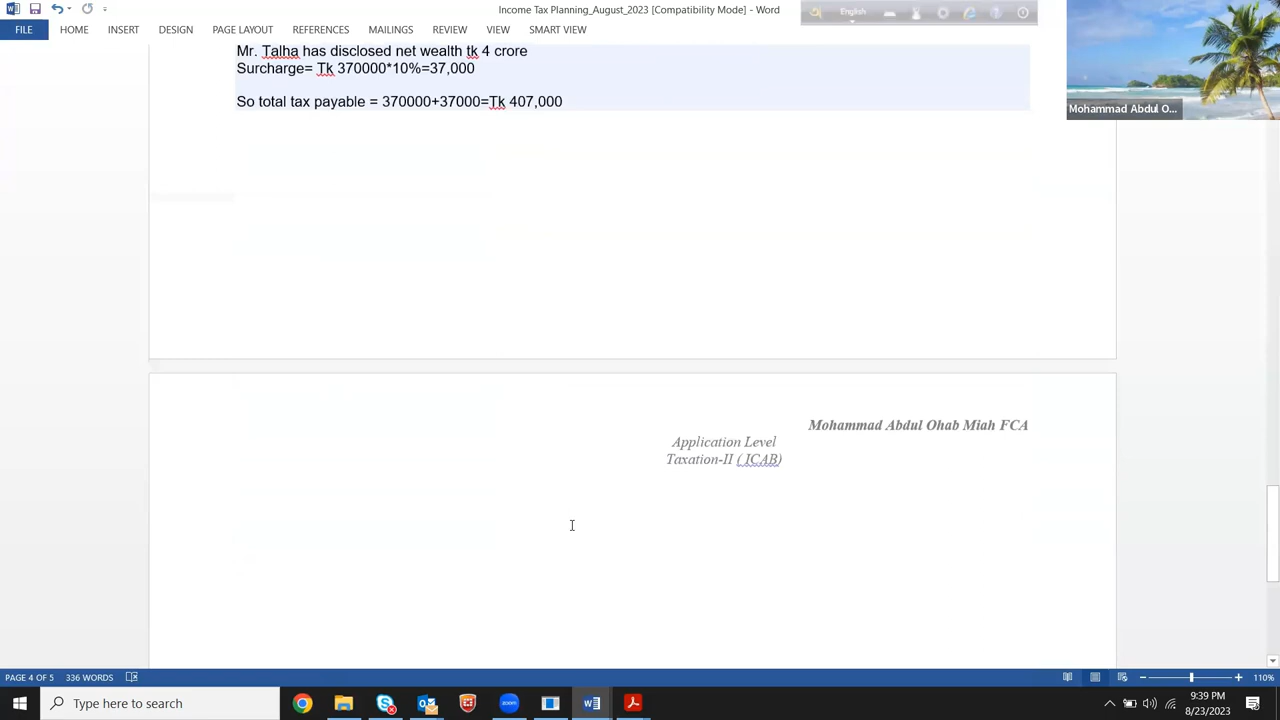 Income Tax Planning_August_2023 [Compatibility Mode] - Word
English
FILE HOME INSERT DESIGN PAGE LAYOUT REFERENCES MAILINGS REVIEW VIEW SMART VIEW
Mr. Talha has disclosed net wealth tk 4 crore
Surcharge= Tk 370000*10%=37,000
So total tax payable = 370000+37000=Tk 407,000
Mohammad Abdul O...
Mohammad Abdul Ohab Miah FCA
Application Level
Taxation-II ( ICAB)
PAGE 4 OF 5 336 WORDS 110%
Type here to search
zoom
9:39 PM
8/23/2023